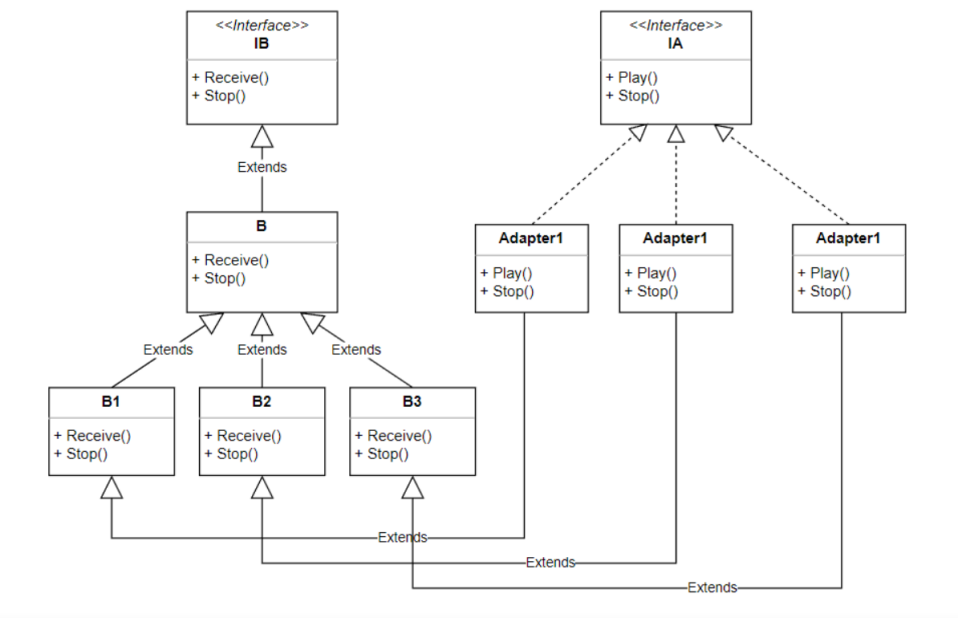 <<Interface>>
IB
+ Receive()
+ Stop()
<<Interface>>
IA
+ Play()
+ Stop()
Extends
B
+ Receive()
+ Stop()
Adapter1
+ Play()
+ Stop()
Adapter1
+ Play()
+ Stop()
Adapter1
+ Play()
+ Stop()
Extends
Extends
Extends
B1
+ Receive()
+ Stop()
B2
+ Receive()
+ Stop()
B3
+ Receive()
+ Stop()
Extends
Extends
Extends